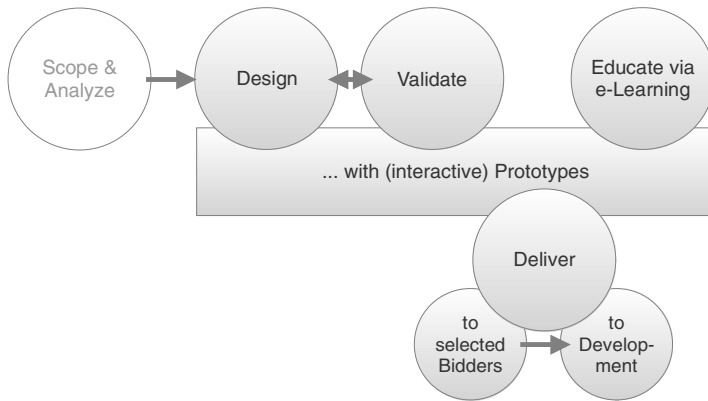 Scope &
Analyze
Design
Validate
Educate via
e-Learning
... with (interactive) Prototypes
Deliver
to
selected
Bidders
to
Develop-
ment